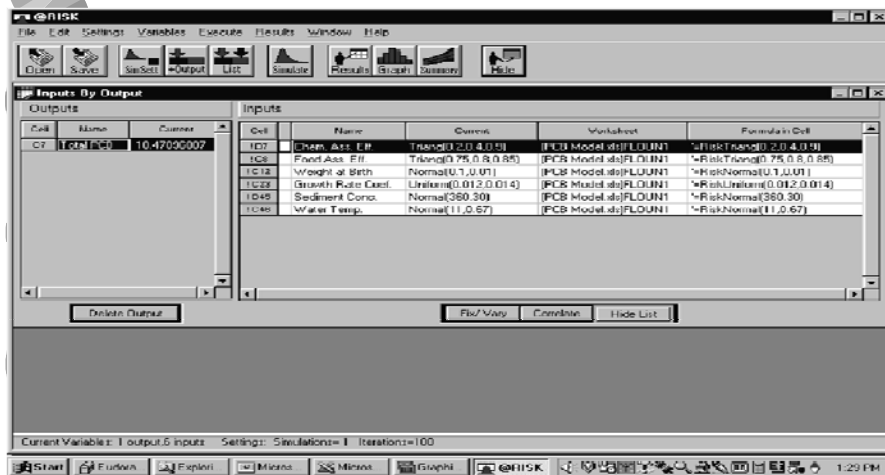 @RISK
File Edit Settings Variables Execute Results Window Help
Open Save Sim Sett +Output List Simulate Results Graph Summary Hide
Inputs By Output
Outputs Inputs
Cell Name Current Cell Name Current Worksheet Formula in Cell
C7 Total PCB 10.47096007 !D7 Chem. Ass. Eff. Triang(0.2,0.4,0.9) [PCB Model.xls]FLOUN1 '=RiskTriang(0.2,0.4,0.9)
!C8 Food Ass. Eff. Triang(0.75,0.8,0.85) [PCB Model.xls]FLOUN1 '=RiskTriang(0.75,0.8,0.85)
!C12 Weight at Birth Normal(0.1,0.01) [PCB Model.xls]FLOUN1 '=RiskNormal(0.1,0.01)
!C23 Growth Rate Coef. Uniform(0.012,0.014) [PCB Model.xls]FLOUN1 '=RiskUniform(0.012,0.014)
!D45 Sediment Conc. Normal(360,30) [PCB Model.xls]FLOUN1 '=RiskNormal(360,30)
!C46 Water Temp. Normal(11,0.67) [PCB Model.xls]FLOUN1 '=RiskNormal(11,0.67)
Delete Output Fix/Vary Correlate Hide List
Current Variables: 1 output,6 inputs Settings: Simulations= 1 Iterations=100
Start Eudora Explori... Micros... Micros... Graphi... @RISK 1:29 PM